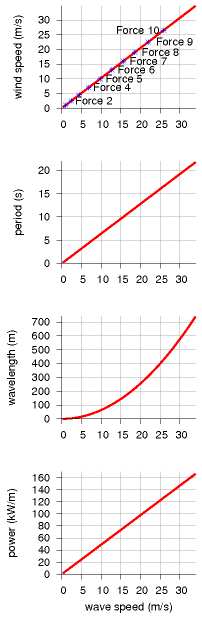 wind speed (m/s)
35
30
25
20
15
10
5
0
Force 10
Force 9
Force 8
Force 7
Force 6
Force 5
Force 4
Force 2
0 5 10 15 20 25 30
period (s)
20
15
10
5
0
0 5 10 15 20 25 30
wavelength (m)
700
600
500
400
300
200
100
0
0 5 10 15 20 25 30
power (kW/m)
160
140
120
100
80
60
40
20
0
0 5 10 15 20 25 30
wave speed (m/s)